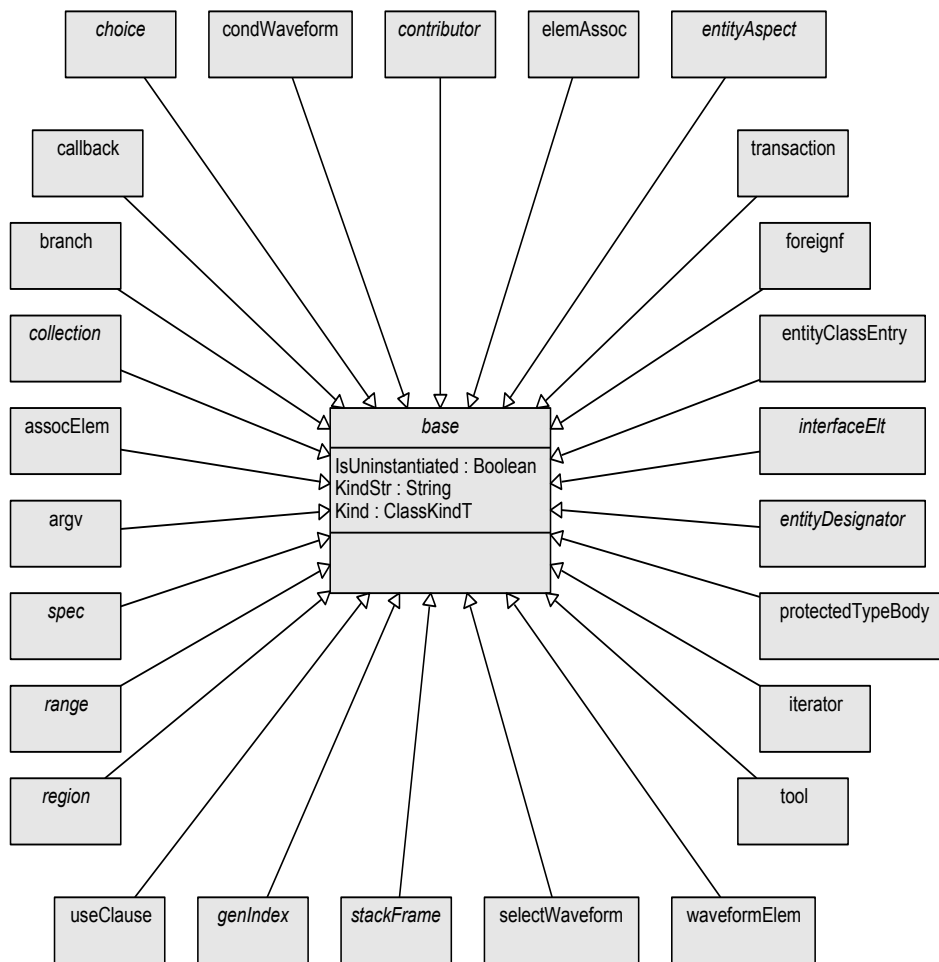 choice
condWaveform
contributor
elemAssoc
entityAspect
callback
transaction
branch
foreignf
collection
entityClassEntry
base
assocElem
interfaceElt
IsUninstantiated : Boolean
KindStr : String
Kind : ClassKindT
argv
entityDesignator
spec
protectedTypeBody
range
iterator
region
tool
useClause
genIndex
stackFrame
selectWaveform
waveformElem